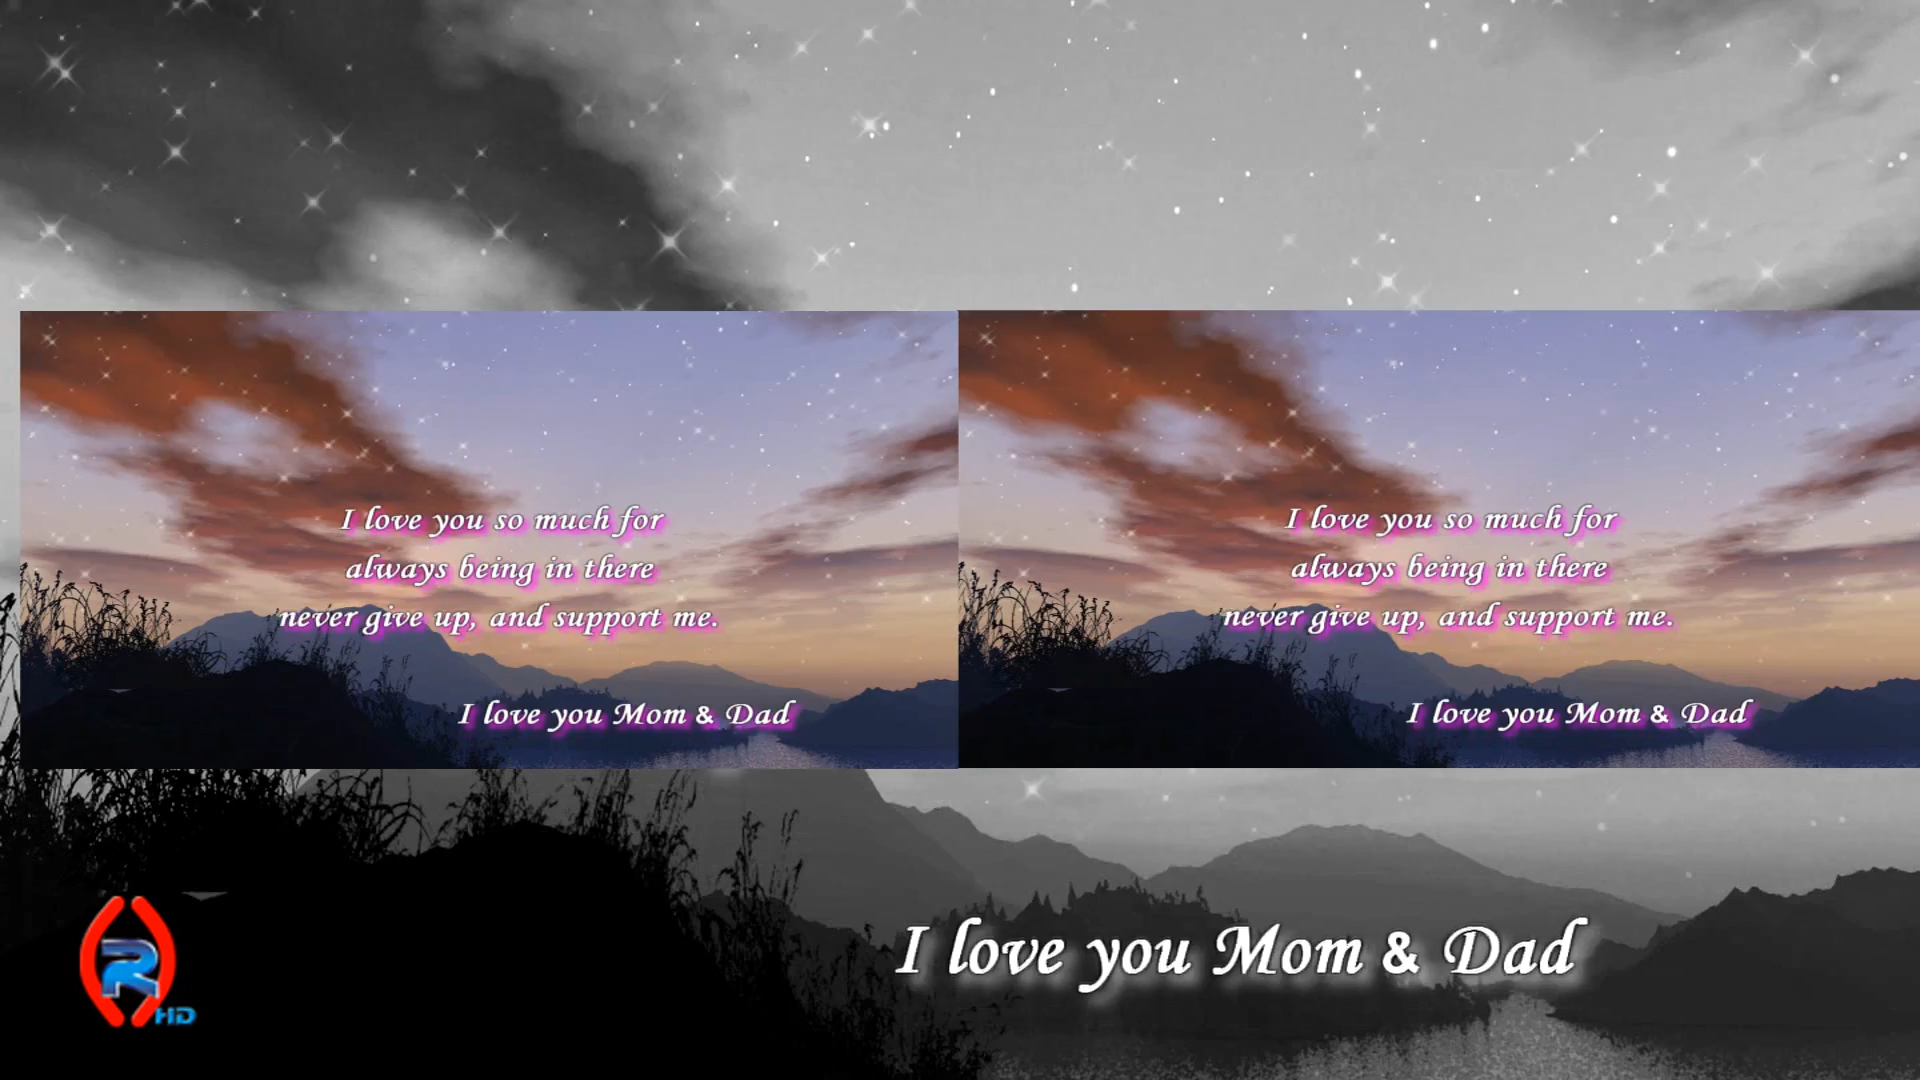 I love you so much for
always being in there
never give up, and support me.
I love you Mom & Dad
I love you so much for
always being in there
never give up, and support me.
I love you Mom & Dad
I love you Mom & Dad
R
HD